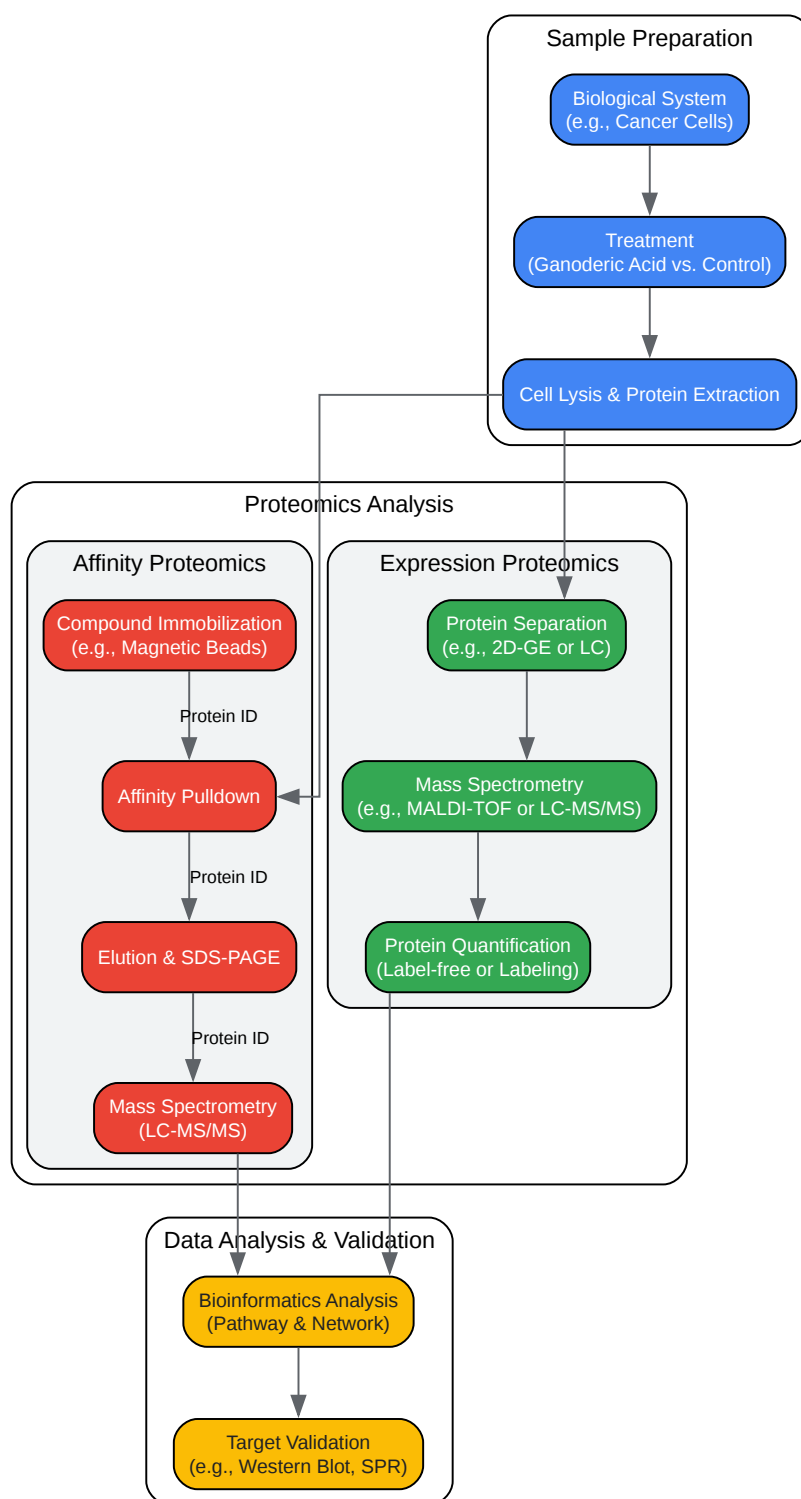 Sample Preparation
Biological System
(e.g., Cancer Cells)
Treatment
(Ganoderic Acid vs. Control)
Cell Lysis & Protein Extraction
Proteomics Analysis
Affinity Proteomics
Compound Immobilization
(e.g., Magnetic Beads)
Protein ID
Affinity Pulldown
Protein ID
Elution & SDS-PAGE
Protein ID
Mass Spectrometry
(LC-MS/MS)
Expression Proteomics
Protein Separation
(e.g., 2D-GE or LC)
Mass Spectrometry
(e.g., MALDI-TOF or LC-MS/MS)
Protein Quantification
(Label-free or Labeling)
Data Analysis & Validation
Bioinformatics Analysis
(Pathway & Network)
Target Validation
(e.g., Western Blot, SPR)